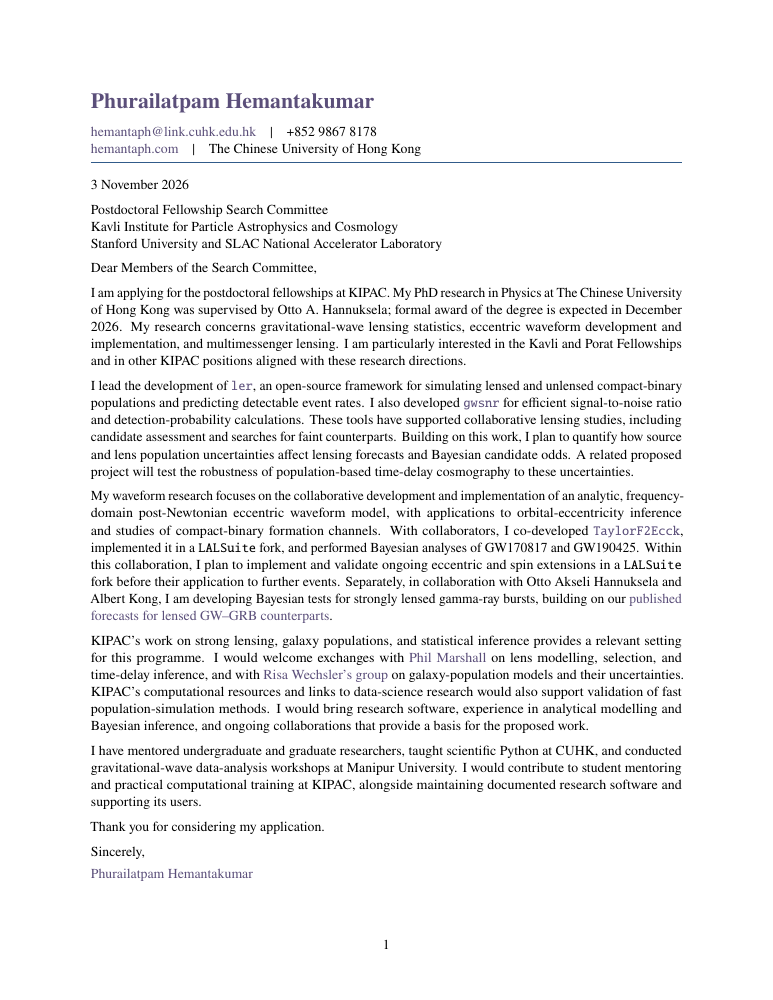 Phurailatpam Hemantakumar
hemantaph@link.cuhk.edu.hk | +852 9867 8178
hemantaph.com | The Chinese University of Hong Kong
3 November 2026
Postdoctoral Fellowship Search Committee
Kavli Institute for Particle Astrophysics and Cosmology
Stanford University and SLAC National Accelerator Laboratory
Dear Members of the Search Committee,
I am applying for the postdoctoral fellowships at KIPAC. My PhD research in Physics at The Chinese University
of Hong Kong was supervised by Otto A. Hannuksela; formal award of the degree is expected in December
2026. My research concerns gravitational-wave lensing statistics, eccentric waveform development and
implementation, and multimessenger lensing. I am particularly interested in the Kavli and Porat Fellowships
and in other KIPAC positions aligned with these research directions.
I lead the development of ler, an open-source framework for simulating lensed and unlensed compact-binary
populations and predicting detectable event rates. I also developed gwsnr for efficient signal-to-noise ratio
and detection-probability calculations. These tools have supported collaborative lensing studies, including
candidate assessment and searches for faint counterparts. Building on this work, I plan to quantify how source
and lens population uncertainties affect lensing forecasts and Bayesian candidate odds. A related proposed
project will test the robustness of population-based time-delay cosmography to these uncertainties.
My waveform research focuses on the collaborative development and implementation of an analytic, frequency-
domain post-Newtonian eccentric waveform model, with applications to orbital-eccentricity inference
and studies of compact-binary formation channels. With collaborators, I co-developed TaylorF2Ecck,
implemented it in a LALSuite fork, and performed Bayesian analyses of GW170817 and GW190425. Within
this collaboration, I plan to implement and validate ongoing eccentric and spin extensions in a LALSuite
fork before their application to further events. Separately, in collaboration with Otto Akseli Hannuksela and
Albert Kong, I am developing Bayesian tests for strongly lensed gamma-ray bursts, building on our published
forecasts for lensed GW–GRB counterparts.
KIPAC’s work on strong lensing, galaxy populations, and statistical inference provides a relevant setting
for this programme. I would welcome exchanges with Phil Marshall on lens modelling, selection, and
time-delay inference, and with Risa Wechsler’s group on galaxy-population models and their uncertainties.
KIPAC’s computational resources and links to data-science research would also support validation of fast
population-simulation methods. I would bring research software, experience in analytical modelling and
Bayesian inference, and ongoing collaborations that provide a basis for the proposed work.
I have mentored undergraduate and graduate researchers, taught scientific Python at CUHK, and conducted
gravitational-wave data-analysis workshops at Manipur University. I would contribute to student mentoring
and practical computational training at KIPAC, alongside maintaining documented research software and
supporting its users.
Thank you for considering my application.
Sincerely,
Phurailatpam Hemantakumar
1